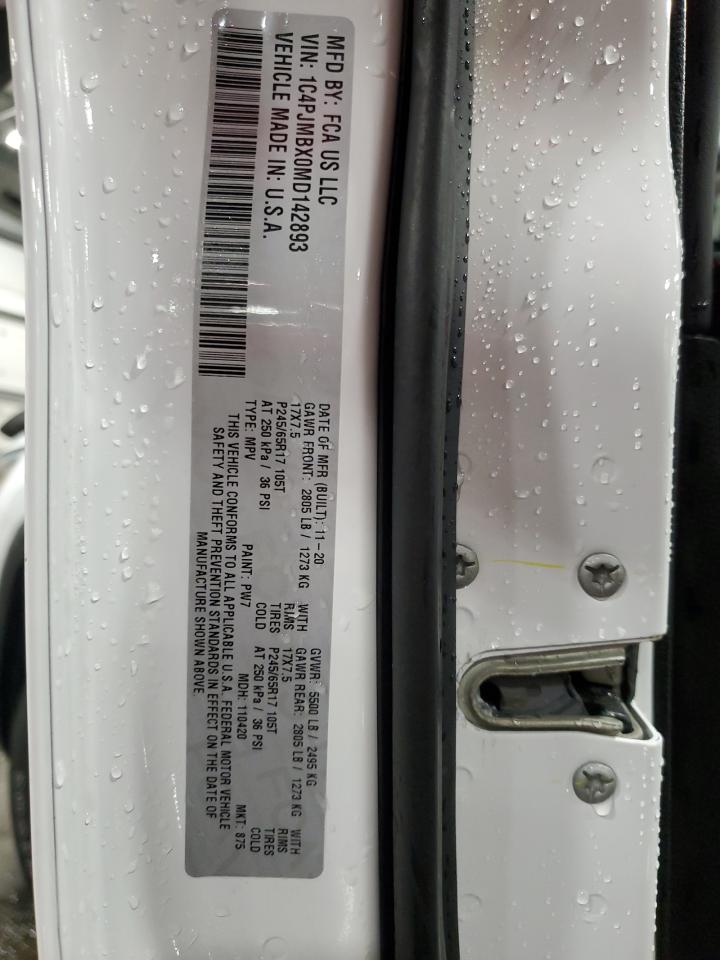 MFD BY: FCA US LLC
VIN: 1C4PJMBX0MD142893
VEHICLE MADE IN: U.S.A.
DATE OF MFR (BUILT): 11-20 GVWR: 5500 LB / 2495 KG
GAWR FRONT: 2805 LB / 1273 KG WITH GAWR REAR: 2805 LB / 1273 KG WITH
17X7.5 RIMS 17X7.5 RIMS
P245/65R17 105T TIRES P245/65R17 105T TIRES
AT 250 kPa / 36 PSI COLD AT 250 kPa / 36 PSI COLD
TYPE: MPV PAINT: PW7 MDH: 110420 MKT: 875
THIS VEHICLE CONFORMS TO ALL APPLICABLE U.S.A. FEDERAL MOTOR VEHICLE
SAFETY AND THEFT PREVENTION STANDARDS IN EFFECT ON THE DATE OF
MANUFACTURE SHOWN ABOVE.